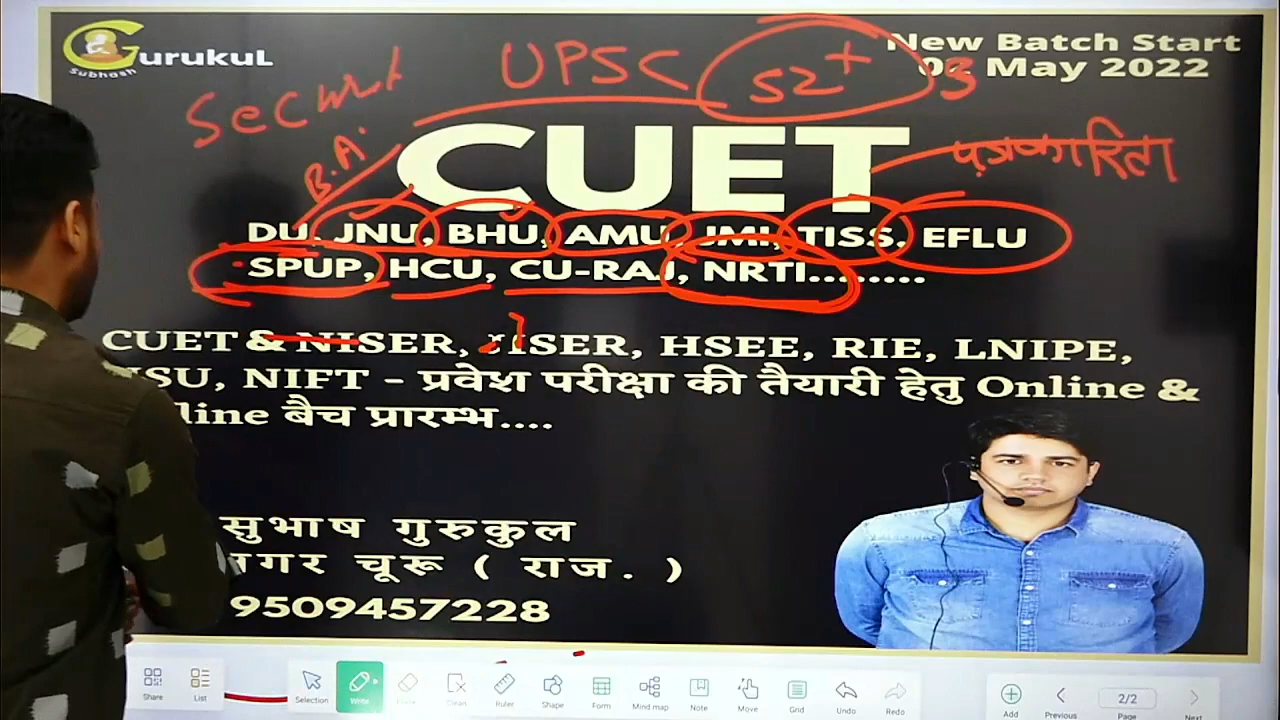 GurukuL
Subhash
New Batch Start
03 May 2022
UPSC
52+
B.A.
CUET
पत्रकारिता
DU, JNU, BHU, AMU, JMI, TISS, EFLU
SPUP, HCU, CU-RAJ, NRTI........
CUET & NISER, IISER, HSEE, RIE, LNIPE,
SU, NIFT - प्रवेश परीक्षा की तैयारी हेतु Online &
line बैच प्रारम्भ....
सुभाष गुरुकुल
नगर चूरू ( राज . )
9509457228
Share
List
Selection
Write
Clean
Ruler
Shape
Form
Mind map
Note
Move
Grid
Undo
Redo
Add
Previous
2/2
Page
Next